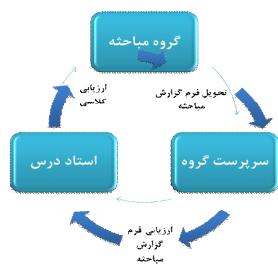 گروه مباحثه
تحویل فرم گزارش
مباحثه
سرپرست گروه
ارزیابی فرم
گزارش
مباحثه
استاد درس
ارزیابی
کلاسی